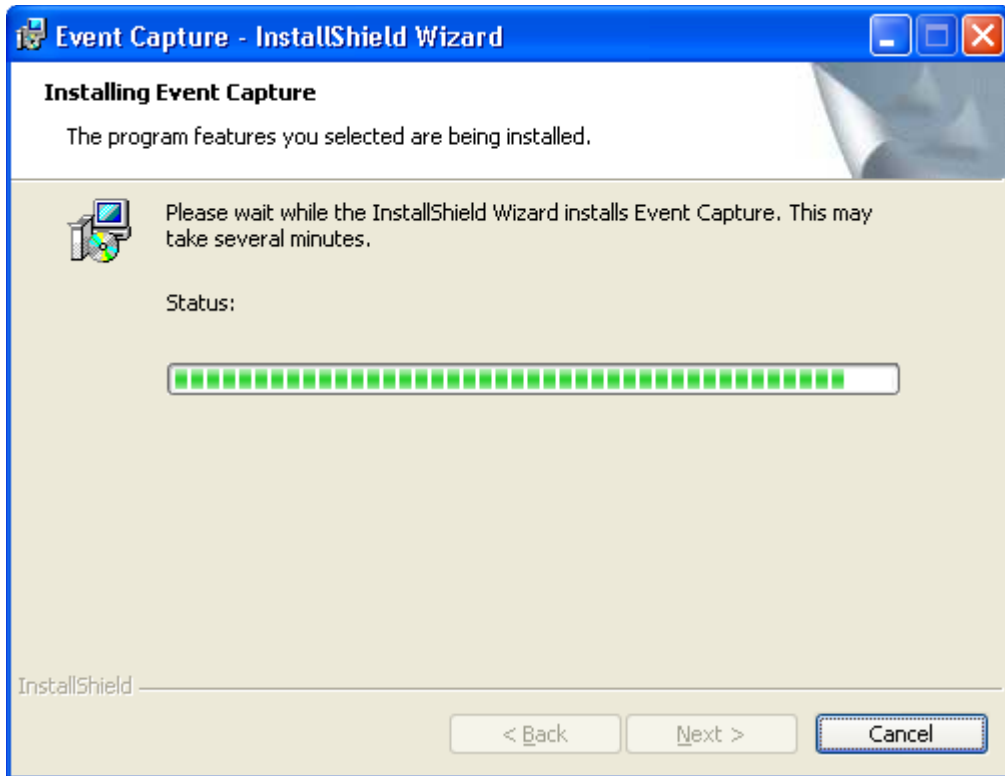 Event Capture - InstallShield Wizard
Installing Event Capture
The program features you selected are being installed.
Please wait while the InstallShield Wizard installs Event Capture. This may
take several minutes.
Status:
InstallShield
< Back
Next >
Cancel